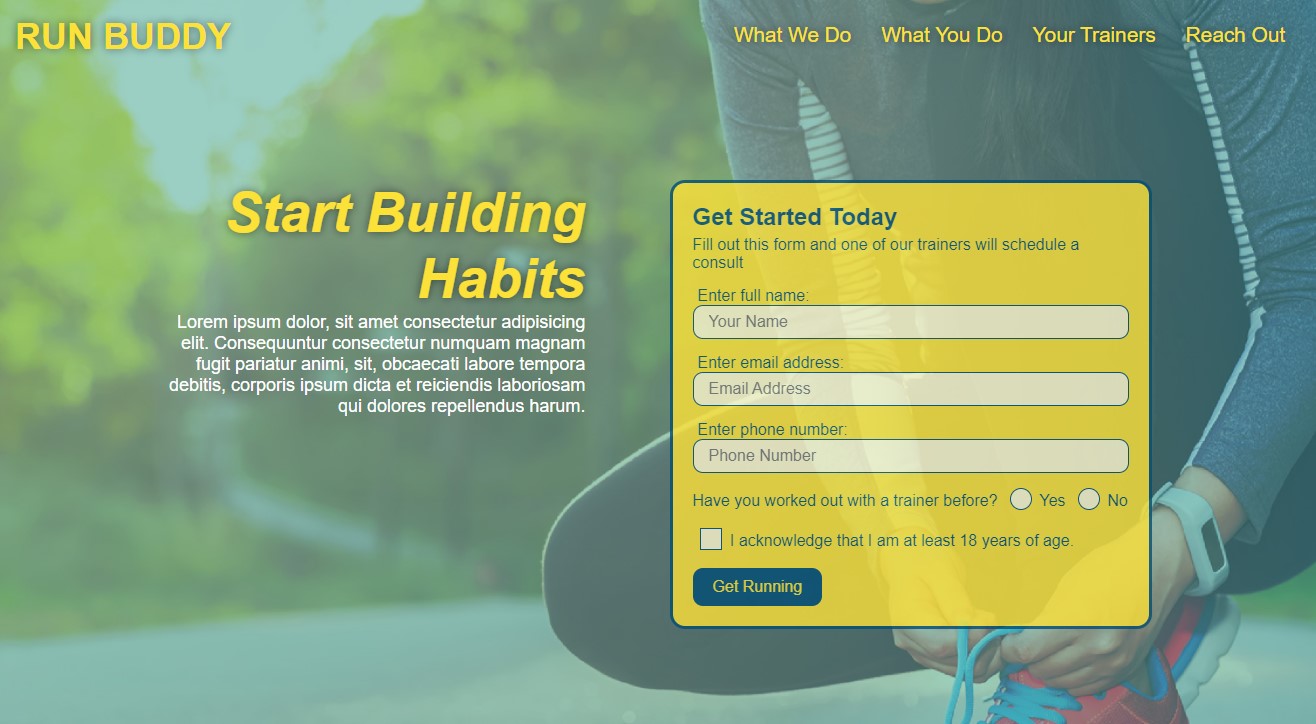 RUN BUDDY
What We Do
What You Do
Your Trainers
Reach Out
Start Building
Habits
Lorem ipsum dolor, sit amet consectetur adipisicing
elit. Consequuntur consectetur numquam magnam
fugit pariatur animi, sit, obcaecati labore tempora
debitis, corporis ipsum dicta et reiciendis laboriosam
qui dolores repellendus harum.
Get Started Today
Fill out this form and one of our trainers will schedule a
consult
Enter full name:
Your Name
Enter email address:
Email Address
Enter phone number:
Phone Number
Have you worked out with a trainer before? Yes No
I acknowledge that I am at least 18 years of age.
Get Running